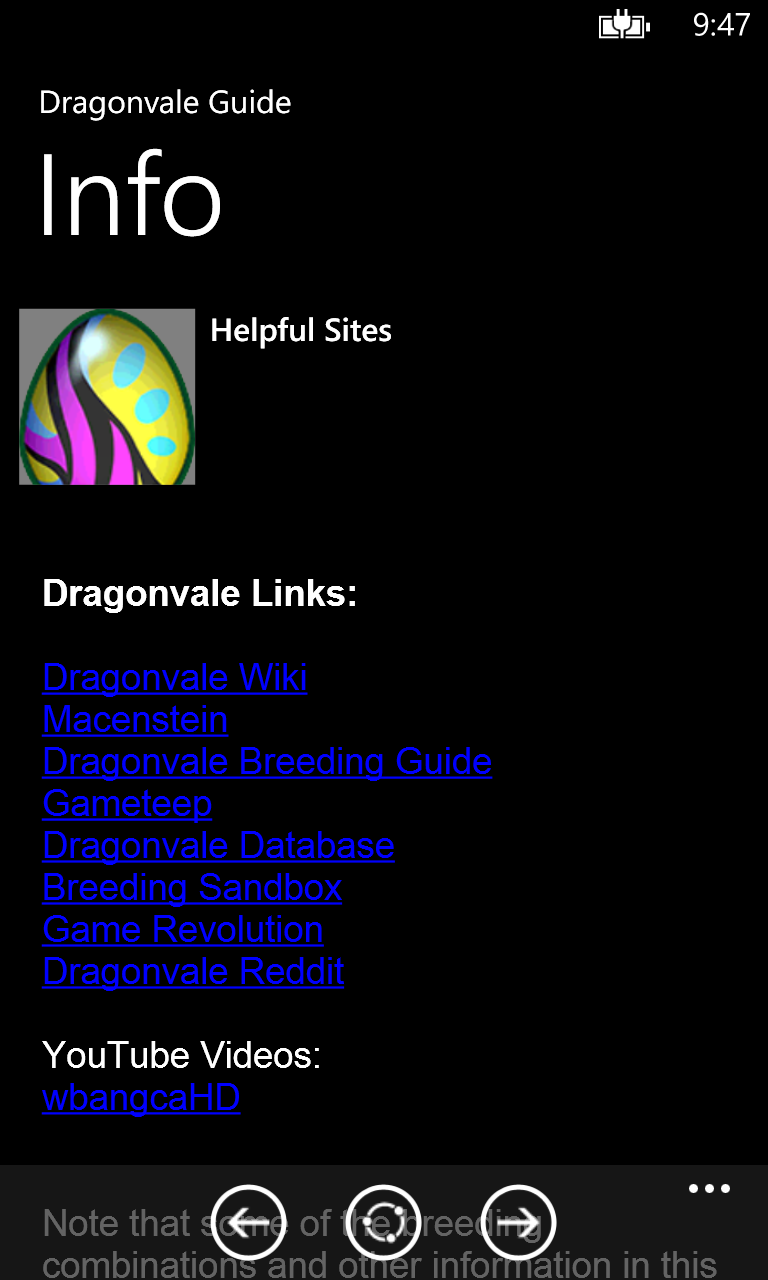 9:47
Dragonvale Guide
Info
Helpful Sites
Dragonvale Links:
Dragonvale Wiki
Macenstein
Dragonvale Breeding Guide
Gameteep
Dragonvale Database
Breeding Sandbox
Game Revolution
Dragonvale Reddit
YouTube Videos:
wbangcaHD
Note that some of the breeding
combinations and other information in this